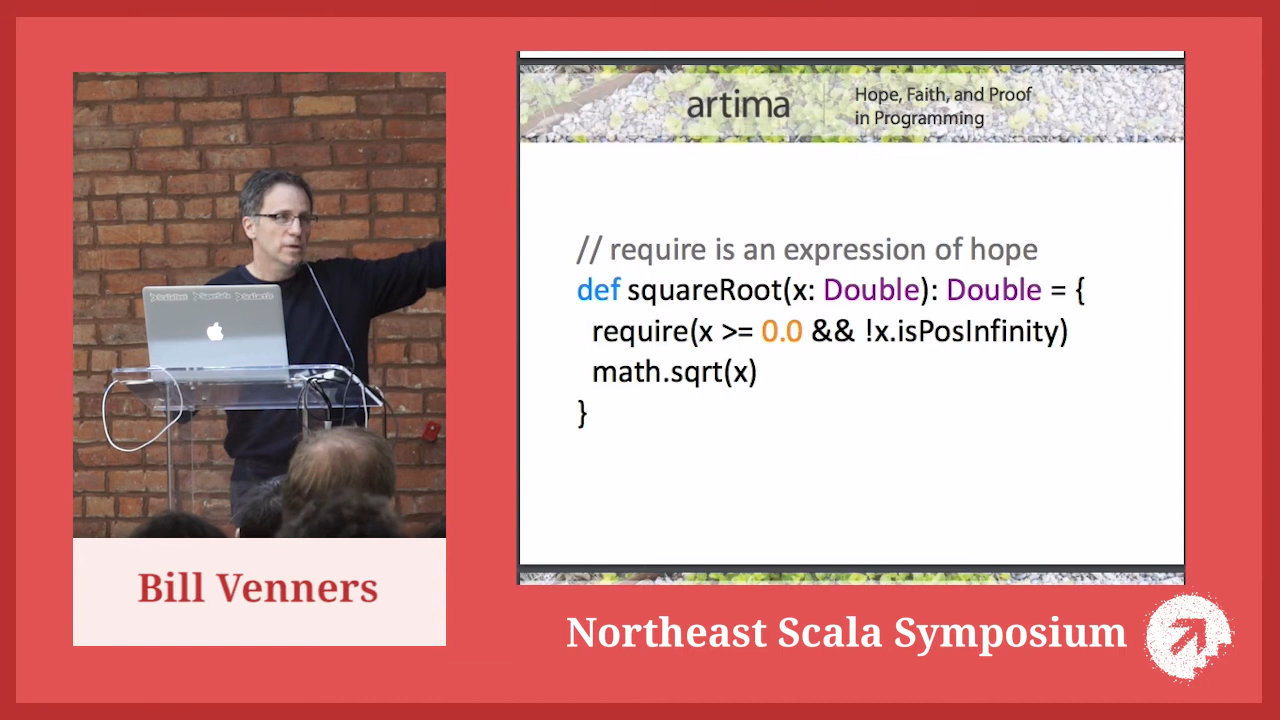 artima
Hope, Faith, and Proof
in Programming
// require is an expression of hope
def squareRoot(x: Double): Double = {
require(x >= 0.0 && !x.isPosInfinity)
math.sqrt(x)
}
Bill Venners
Northeast Scala Symposium